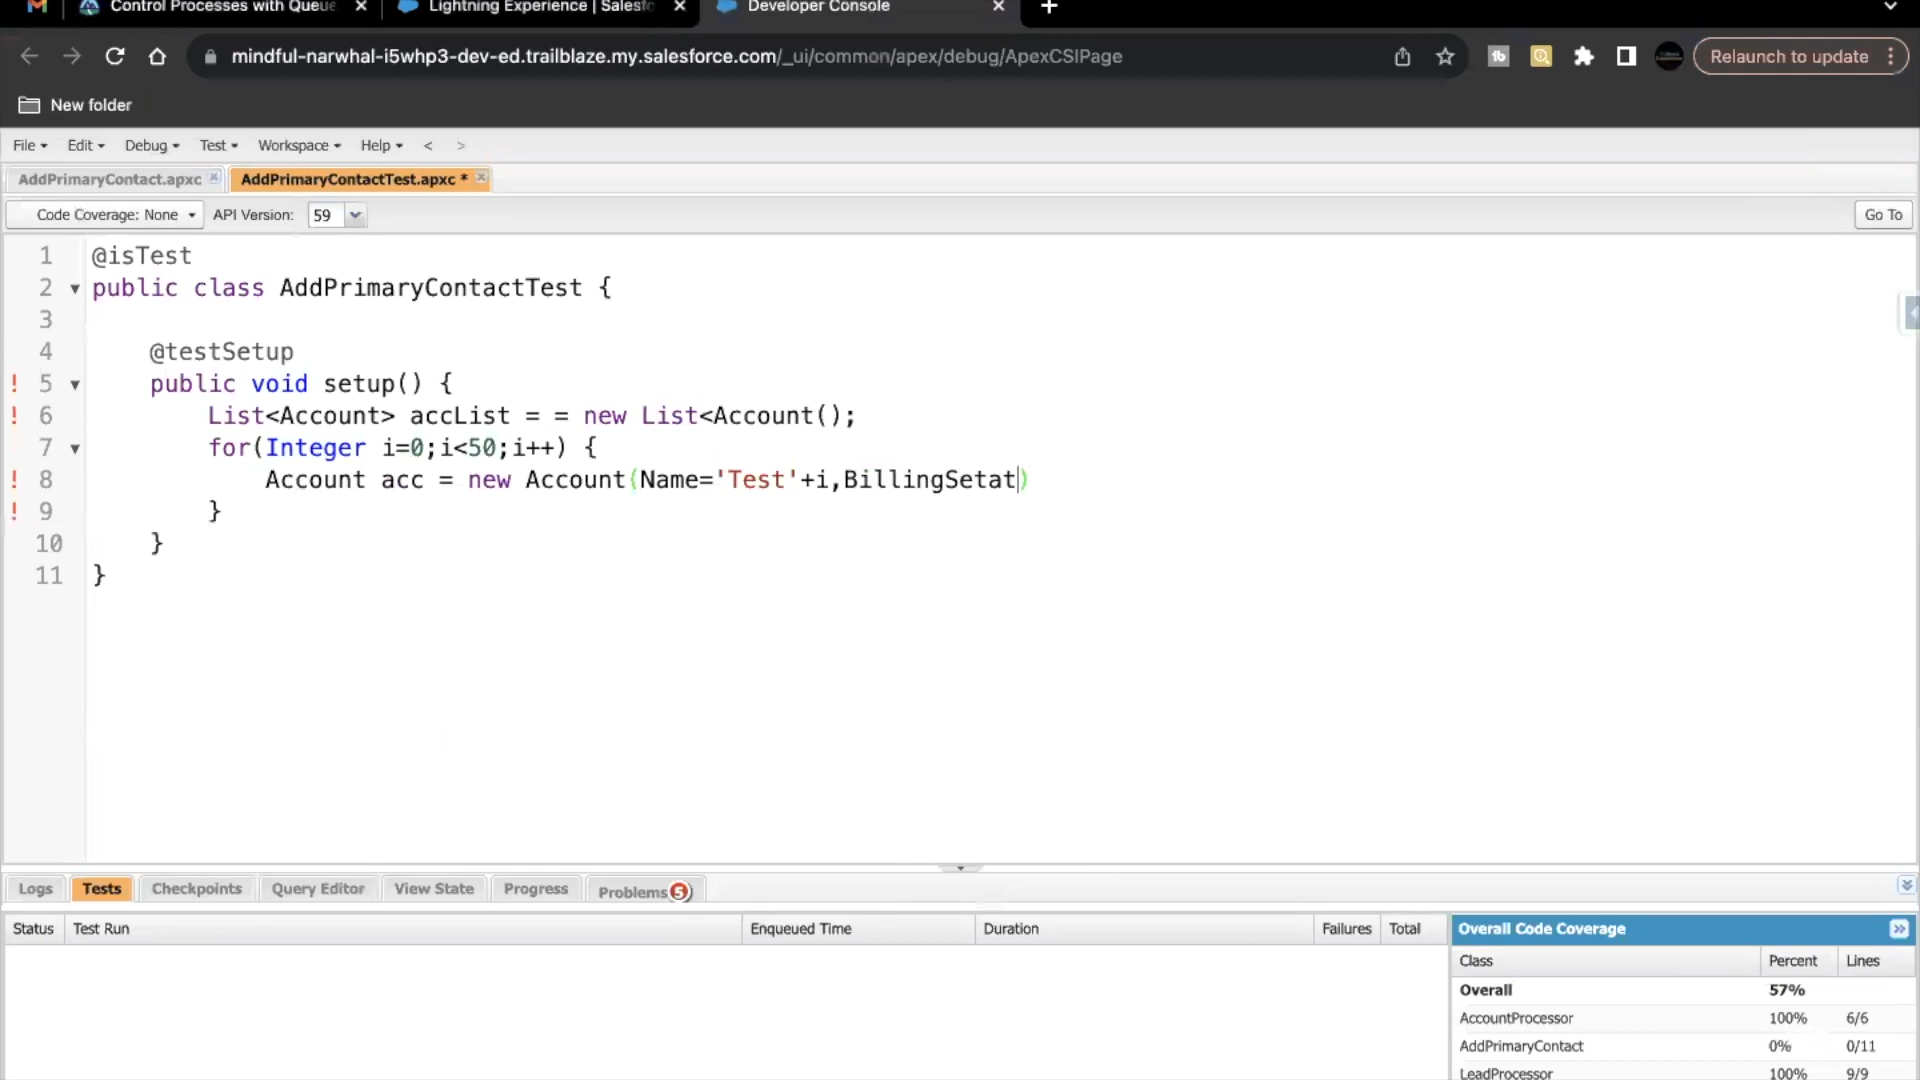 Control Processes with Queue
Lightning Experience | Salesfo
Developer Console
mindful-narwhal-i5whp3-dev-ed.trailblaze.my.salesforce.com/_ui/common/apex/debug/ApexCSIPage
Relaunch to update
New folder
File Edit Debug Test Workspace Help < >
AddPrimaryContact.apxc AddPrimaryContactTest.apxc *
Code Coverage: None API Version: 59 Go To
1 @isTest
2 public class AddPrimaryContactTest {
3
4 @testSetup
! 5 public void setup() {
! 6 List<Account> accList = = new List<Account();
7 for(Integer i=0;i<50;i++) {
! 8 Account acc = new Account(Name='Test'+i,BillingSetat)
! 9 }
10 }
11 }
Logs Tests Checkpoints Query Editor View State Progress Problems 5
Status Test Run Enqueued Time Duration Failures Total
Overall Code Coverage
Class Percent Lines
Overall 57%
AccountProcessor 100% 6/6
AddPrimaryContact 0% 0/11
LeadProcessor 100% 9/9